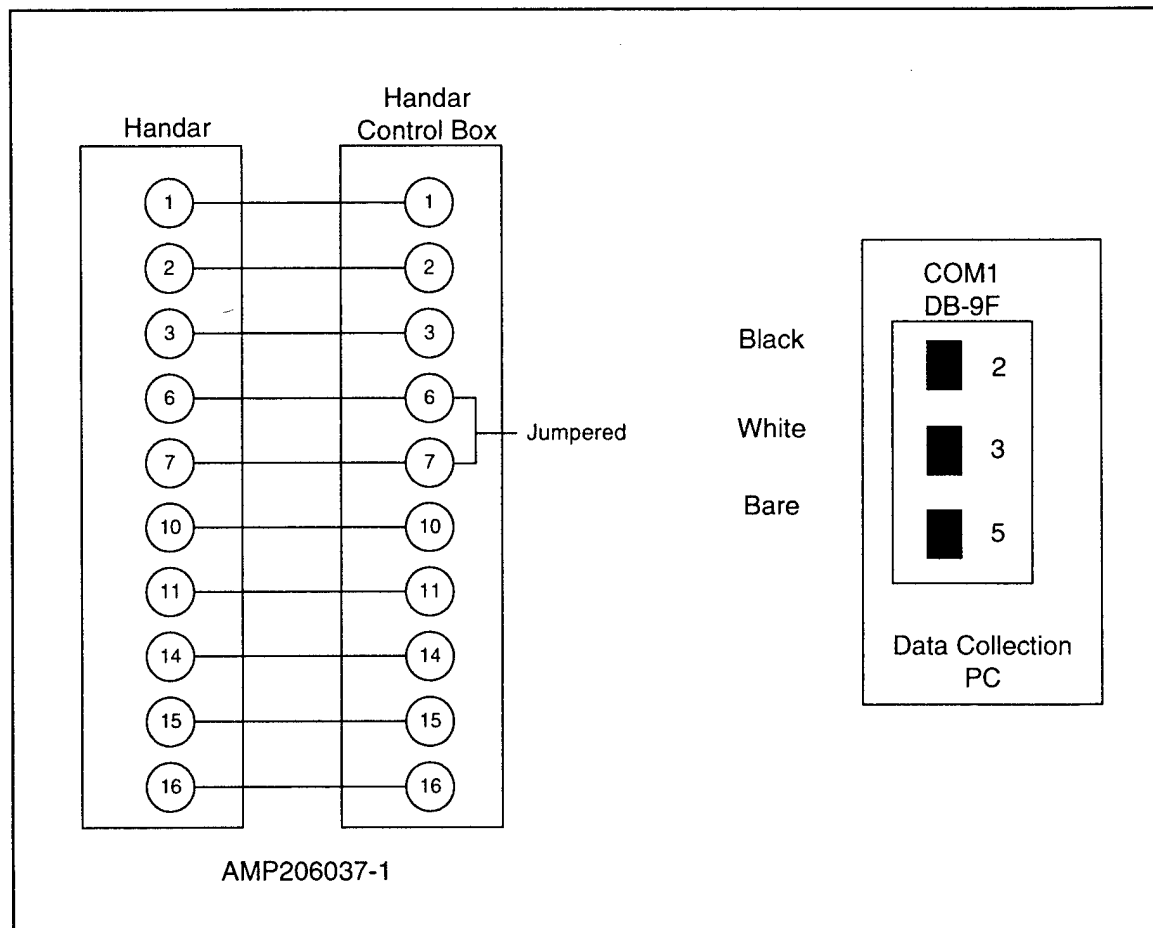 Handar
Handar
Control Box
1 1
2 2
3 3
6 6
7 7
Jumpered
10 10
11 11
14 14
15 15
16 16
AMP206037-1
COM1
DB-9F
Black 2
White 3
Bare 5
Data Collection
PC